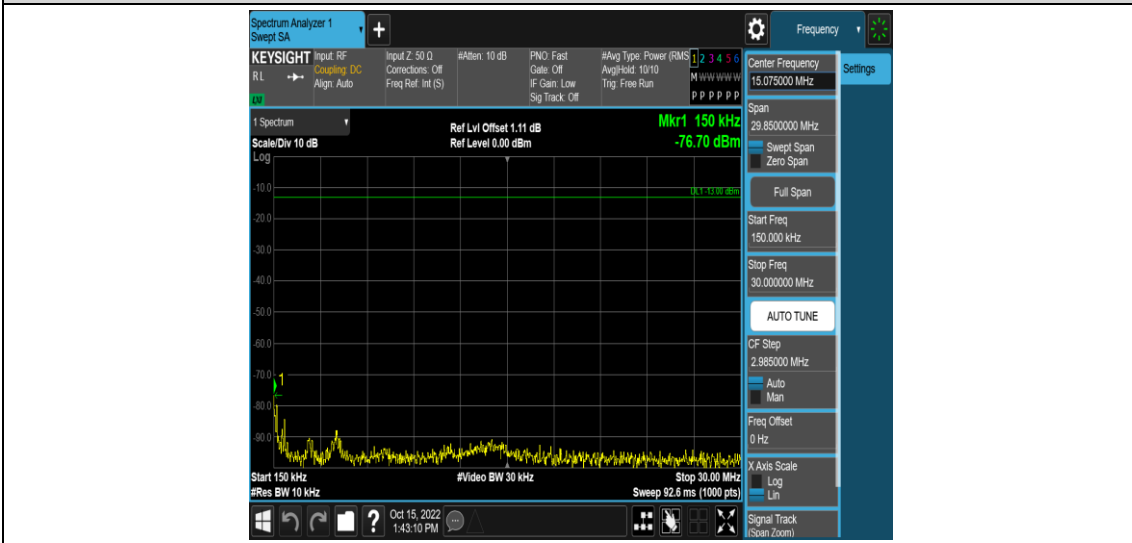 Spectrum Analyzer 1
Swept SA
+
Frequency
KEYSIGHT
RL
LXI
Input: RF
Coupling: DC
Align: Auto
Input Z: 50 Ω
Corrections: Off
Freq Ref: Int (S)
#Atten: 10 dB
PNO: Fast
Gate: Off
IF Gain: Low
Sig Track: Off
#Avg Type: Power (RMS
Avg|Hold: 10/10
Trig: Free Run
1 2 3 4 5 6
M W W W W W
P P P P P P
Center Frequency
15.075000 MHz
Settings
Span
29.8500000 MHz
Swept Span
Zero Span
Full Span
Start Freq
150.000 kHz
Stop Freq
30.000000 MHz
AUTO TUNE
CF Step
2.985000 MHz
Auto
Man
Freq Offset
0 Hz
X Axis Scale
Log
Lin
Signal Track
(Span Zoom)
1 Spectrum
Scale/Div 10 dB
Log
Ref Lvl Offset 1.11 dB
Ref Level 0.00 dBm
Mkr1 150 kHz
-76.70 dBm
DL1 -13.00 dBm
-10.0
-20.0
-30.0
-40.0
-50.0
-60.0
-70.0
1
-80.0
-90.0
Start 150 kHz
#Video BW 30 kHz
Stop 30.00 MHz
#Res BW 10 kHz
Sweep 92.6 ms (1000 pts)
?
Oct 15, 2022
1:43:10 PM